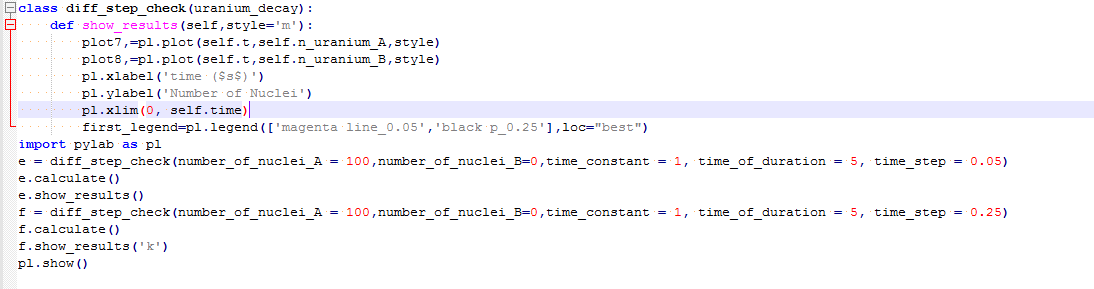 class diff_step_check(uranium_decay):
    def show_results(self,style='m'):
        plot7,=pl.plot(self.t,self.n_uranium_A,style)
        plot8,=pl.plot(self.t,self.n_uranium_B,style)
        pl.xlabel('time ($s$)')
        pl.ylabel('Number of Nuclei')
        pl.xlim(0, self.time)
        first_legend=pl.legend(['magenta line_0.05','black p_0.25'],loc="best")
import pylab as pl
e = diff_step_check(number_of_nuclei_A = 100,number_of_nuclei_B=0,time_constant = 1, time_of_duration = 5, time_step = 0.05)
e.calculate()
e.show_results()
f = diff_step_check(number_of_nuclei_A = 100,number_of_nuclei_B=0,time_constant = 1, time_of_duration = 5, time_step = 0.25)
f.calculate()
f.show_results('k')
pl.show()